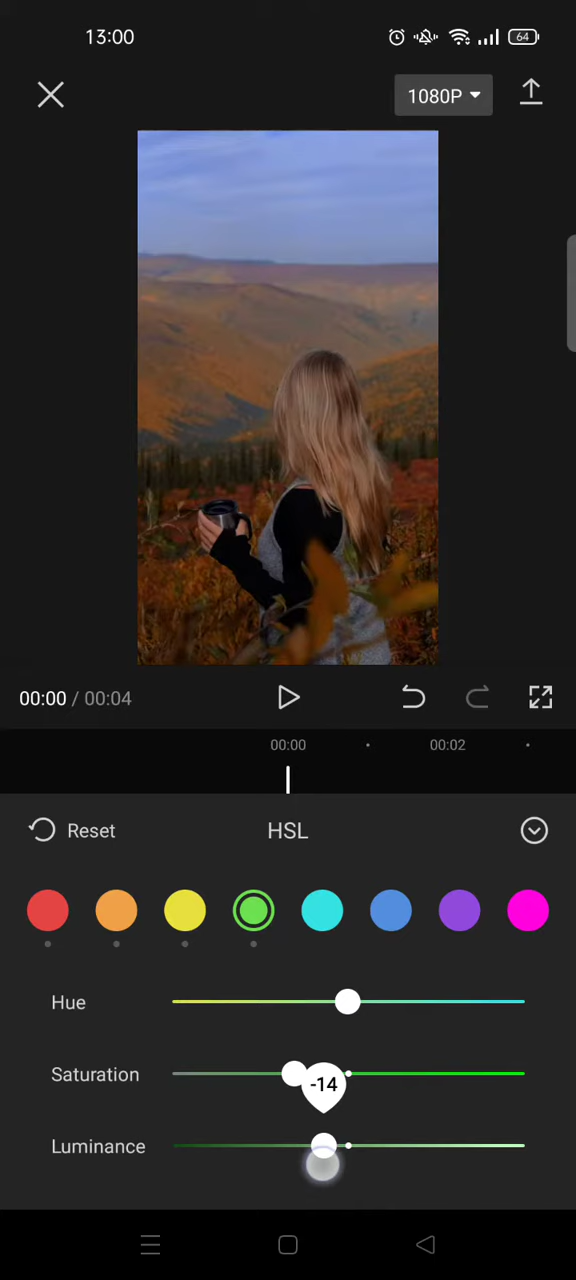 13:00
64
1080P
00:00 / 00:04
00:00
00:02
Reset
HSL
Hue
Saturation
-14
Luminance